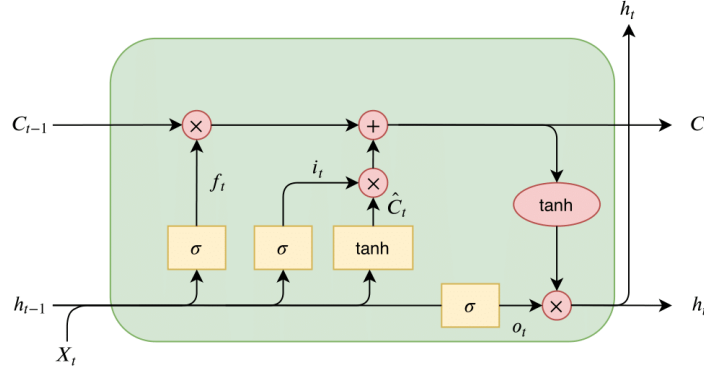 h_t
C_{t-1} × + C
f_t i_t × Ĉ_t tanh
σ σ tanh
h_{t-1} σ o_t × h_t
X_t